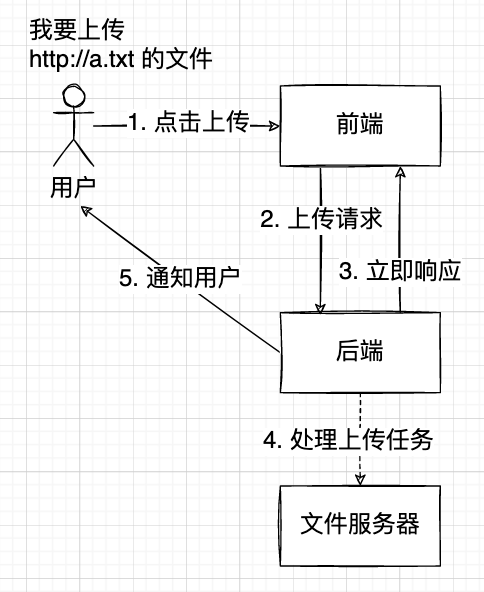 我要上传
http://a.txt 的文件
1. 点击上传
前端
用户
2. 上传请求
3. 立即响应
5. 通知用户
后端
4. 处理上传任务
文件服务器